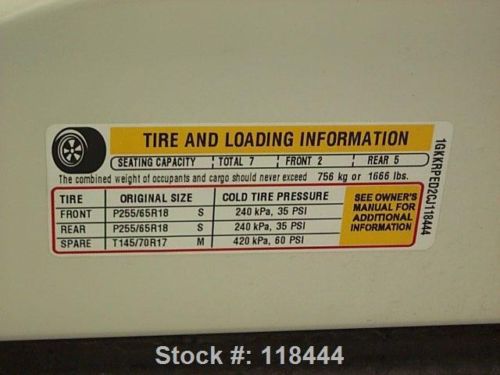 TIRE AND LOADING INFORMATION
SEATING CAPACITY TOTAL 7 FRONT 2 REAR 5
The combined weight of occupants and cargo should never exceed 756 kg or 1666 lbs.
TIRE ORIGINAL SIZE COLD TIRE PRESSURE
FRONT P255/65R18 S 240 kPa, 35 PSI
REAR P255/65R18 S 240 kPa, 35 PSI
SPARE T145/70R17 M 420 kPa, 60 PSI
SEE OWNER'S
MANUAL FOR
ADDITIONAL
INFORMATION
1GKKRPED2CJ118444
Stock #: 118444